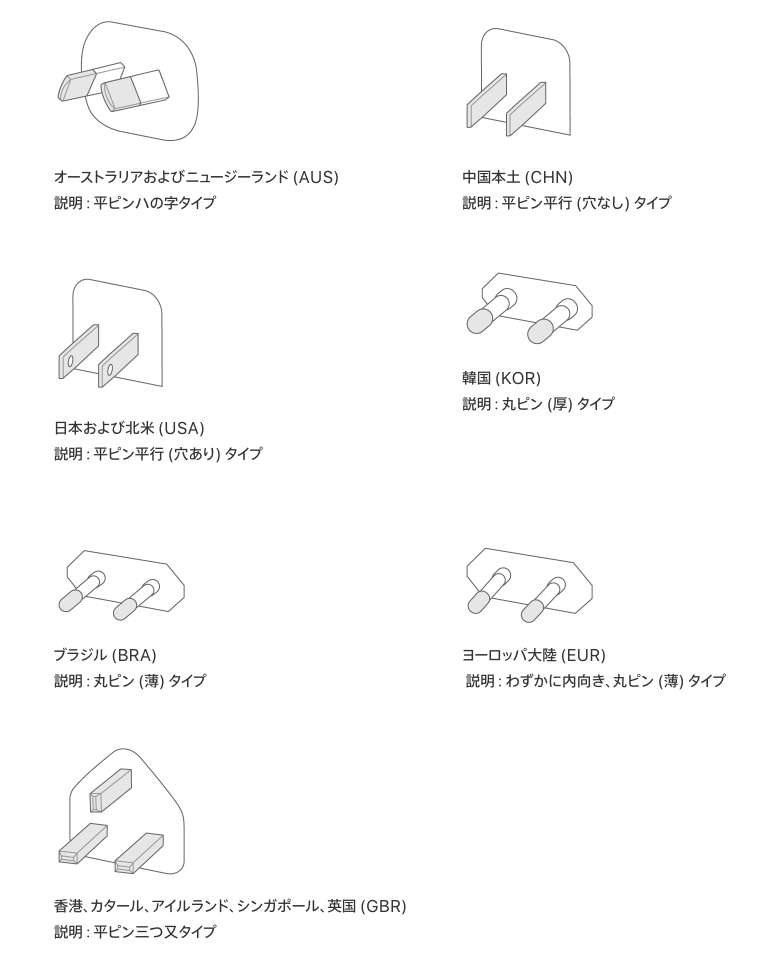 オーストラリアおよびニュージーランド (AUS)
説明 : 平ピンハの字タイプ
中国本土 (CHN)
説明 : 平ピン平行 (穴なし) タイプ
日本および北米 (USA)
説明 : 平ピン平行 (穴あり) タイプ
韓国 (KOR)
説明 : 丸ピン (厚) タイプ
ブラジル (BRA)
説明 : 丸ピン (薄) タイプ
ヨーロッパ大陸 (EUR)
説明 : わずかに内向き、丸ピン (薄) タイプ
香港、カタール、アイルランド、シンガポール、英国 (GBR)
説明 : 平ピン三つ又タイプ